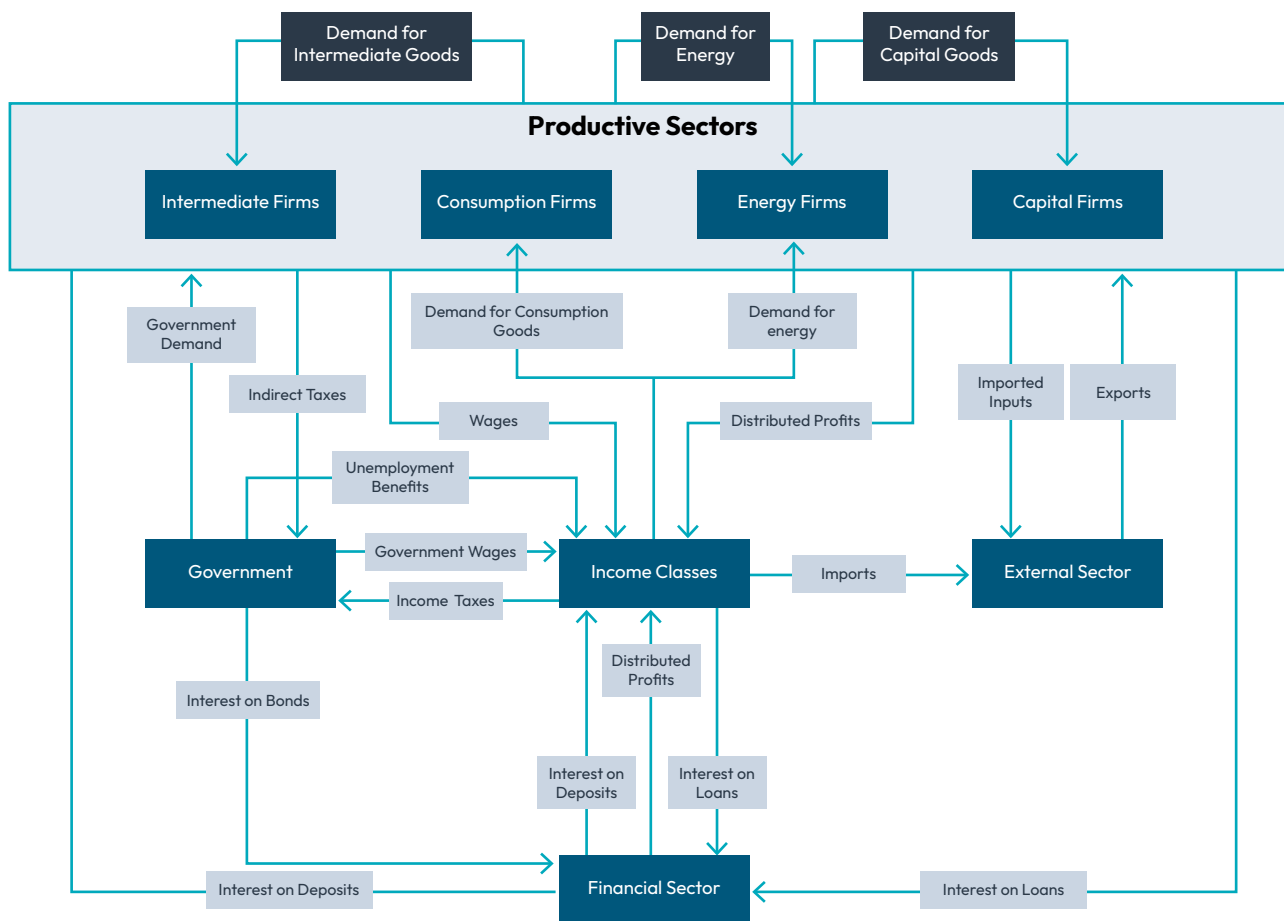 Demand for
Intermediate Goods
Demand for
Energy
Demand for
Capital Goods
Productive Sectors
Intermediate Firms
Consumption Firms
Energy Firms
Capital Firms
Government
Demand
Demand for Consumption
Goods
Demand for
energy
Indirect Taxes
Imported
Inputs
Exports
Wages
Distributed Profits
Unemployment
Benefits
Government
Government Wages
Income Taxes
Income Classes
Imports
External Sector
Interest on Bonds
Distributed
Profits
Interest on
Deposits
Interest on
Loans
Interest on Deposits
Financial Sector
Interest on Loans